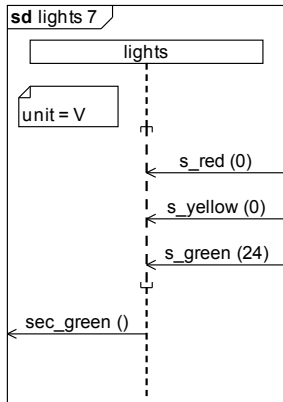 sd lights 7
lights
unit = V
s_red (0)
s_yellow (0)
s_green (24)
sec_green ()